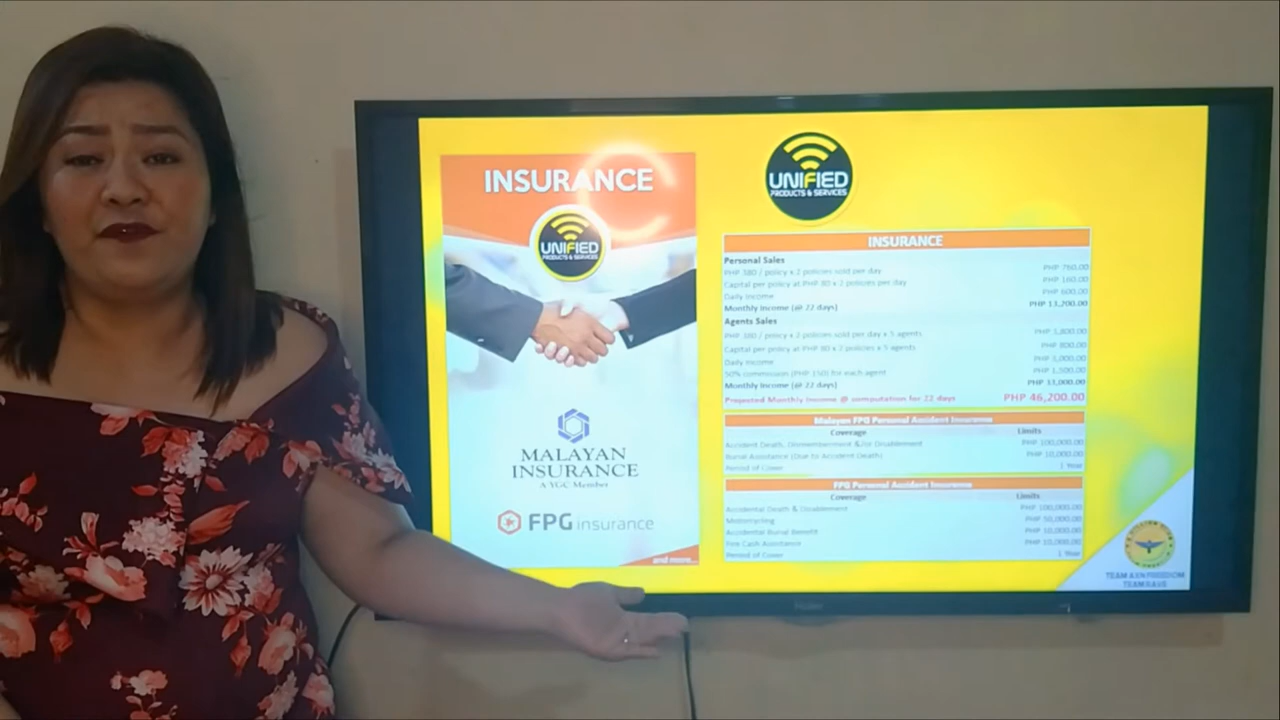 INSURANCE
UNIFIED
PRODUCTS & SERVICES
MALAYAN
INSURANCE
A YGC Member
FPG insurance
and more...
UNIFIED
PRODUCTS & SERVICES
INSURANCE
Personal Sales
PHP 380 / policy x 2 policies sold per day PHP 760.00
Capital per policy at PHP 80 x 2 policies per day PHP 160.00
Daily Income PHP 600.00
Monthly Income (@ 22 days) PHP 13,200.00
Agents Sales
PHP 380 / policy x 2 policies sold per day x 5 agents PHP 3,800.00
Capital per policy at PHP 80 x 2 policies x 5 agents PHP 800.00
Daily Income PHP 3,000.00
50% commission (PHP 150) for each agent PHP 1,500.00
Monthly Income (@ 22 days) PHP 33,000.00
Projected Monthly Income @ computation for 22 days PHP 46,200.00
Malayan FPG Personal Accident Insurance
Coverage Limits
Accident Death, Dismemberment &/or Disablement PHP 100,000.00
Burial Assistance (Due to Accident Death) PHP 10,000.00
Period of Cover 1 Year
FPG Personal Accident Insurance
Coverage Limits
Accidental Death & Disablement PHP 100,000.00
Motorcycling PHP 50,000.00
Accidental Burial Benefit PHP 10,000.00
Fire Cash Assistance PHP 10,000.00
Period of Cover 1 Year
TEAM